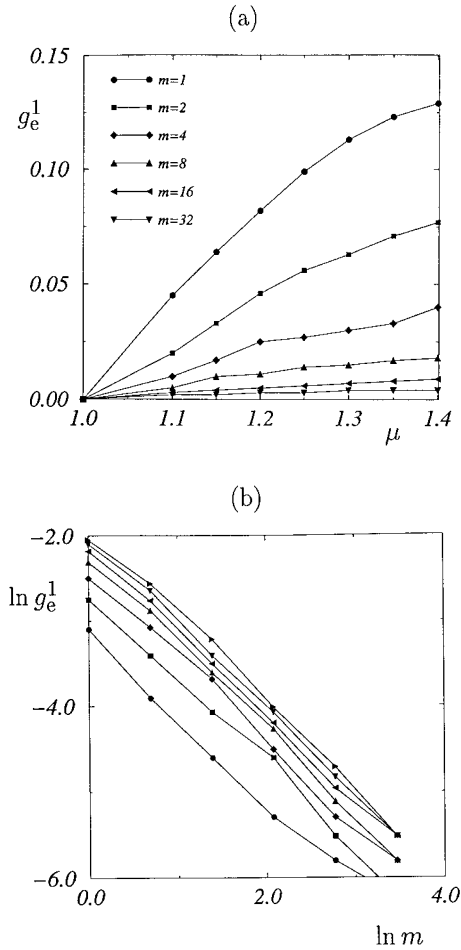 (a)
0.15
g_e^1
0.10
0.05
0.00
m=1
m=2
m=4
m=8
m=16
m=32
1.0 1.1 1.2 1.3 1.4
μ
(b)
−2.0
ln g_e^1
−4.0
−6.0
0.0 2.0 4.0
ln m